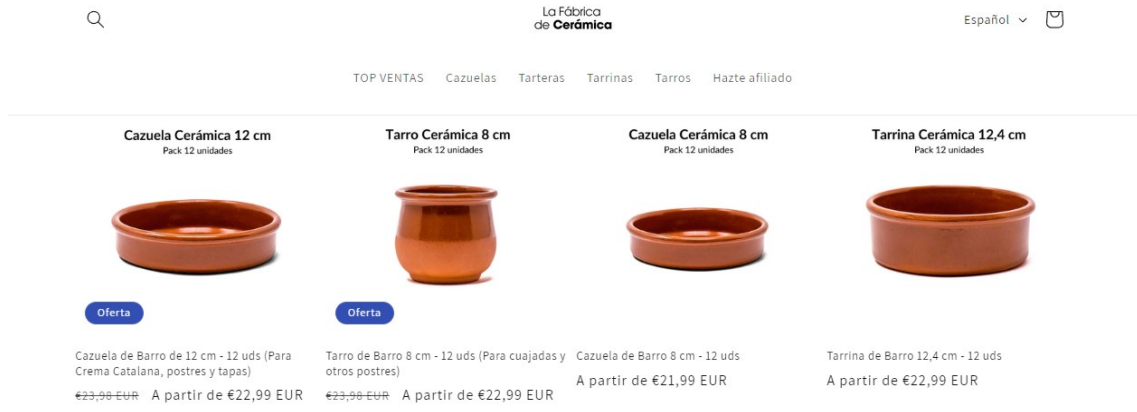 La Fábrica
de Cerámica
Español
TOP VENTAS Cazuelas Tarteras Tarrinas Tarros Hazte afiliado
Cazuela Cerámica 12 cm
Pack 12 unidades
Tarro Cerámica 8 cm
Pack 12 unidades
Cazuela Cerámica 8 cm
Pack 12 unidades
Tarrina Cerámica 12,4 cm
Pack 12 unidades
Oferta
Oferta
Cazuela de Barro de 12 cm - 12 uds (Para
Crema Catalana, postres y tapas)
€23,98 EUR A partir de €22,99 EUR
Tarro de Barro 8 cm - 12 uds (Para cuajadas y
otros postres)
€23,98 EUR A partir de €22,99 EUR
Cazuela de Barro 8 cm - 12 uds
A partir de €21,99 EUR
Tarrina de Barro 12,4 cm - 12 uds
A partir de €22,99 EUR